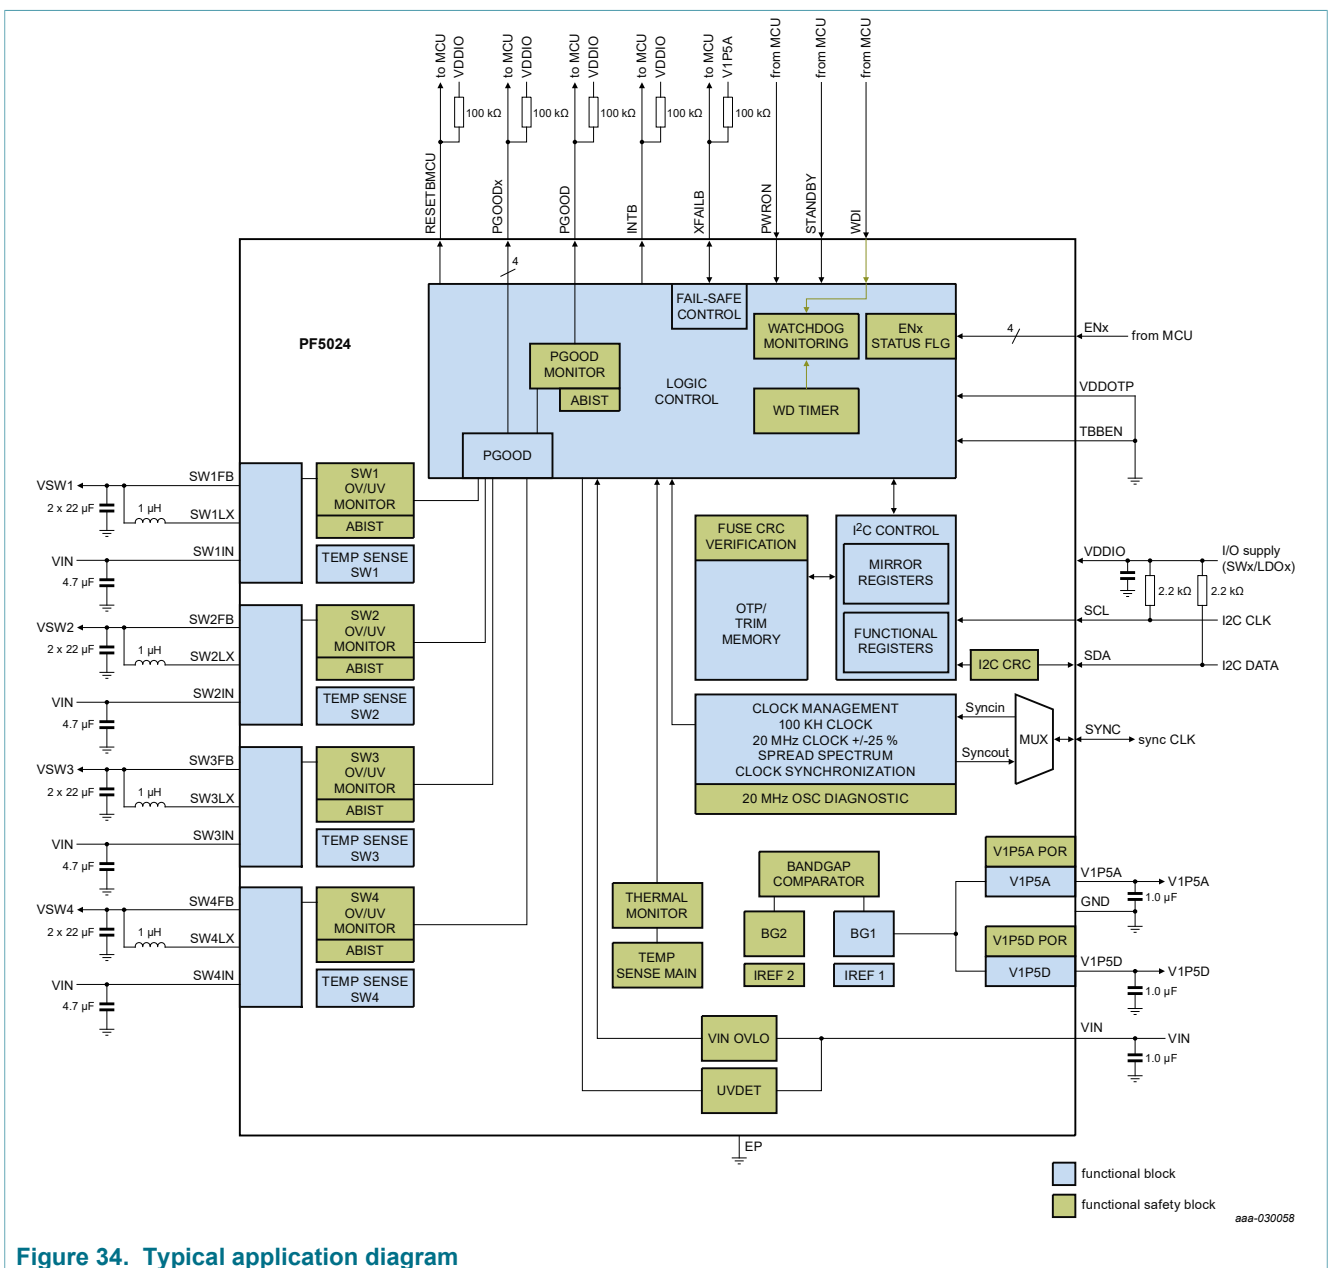 to MCU
VDDIO
to MCU
VDDIO
to MCU
VDDIO
to MCU
VDDIO
to MCU
V1P5A
from MCU
from MCU
from MCU
100 kΩ
100 kΩ
100 kΩ
100 kΩ
100 kΩ
RESETBMCU
PGOODx
PGOOD
INTB
XFAILB
PWRON
STANDBY
WDI
4
PF5024
FAIL-SAFE
CONTROL
WATCHDOG
MONITORING
ENx
STATUS FLG
PGOOD
MONITOR
ABIST
LOGIC
CONTROL
WD TIMER
PGOOD
4
ENx
from MCU
VDDOTP
TBBEN
VSW1
2 x 22 µF
1 µH
SW1FB
SW1LX
SW1IN
VIN
4.7 µF
SW1
OV/UV
MONITOR
ABIST
TEMP SENSE
SW1
VSW2
2 x 22 µF
1 µH
SW2FB
SW2LX
SW2IN
VIN
4.7 µF
SW2
OV/UV
MONITOR
ABIST
TEMP SENSE
SW2
VSW3
2 x 22 µF
1 µH
SW3FB
SW3LX
SW3IN
VIN
4.7 µF
SW3
OV/UV
MONITOR
ABIST
TEMP SENSE
SW3
VSW4
2 x 22 µF
1 µH
SW4FB
SW4LX
SW4IN
VIN
4.7 µF
SW4
OV/UV
MONITOR
ABIST
TEMP SENSE
SW4
FUSE CRC
VERIFICATION
OTP/
TRIM
MEMORY
I2C CONTROL
MIRROR
REGISTERS
FUNCTIONAL
REGISTERS
I2C CRC
VDDIO
I/O supply
(SWx/LDOx)
2.2 kΩ
2.2 kΩ
SCL
I2C CLK
SDA
I2C DATA
CLOCK MANAGEMENT
100 KH CLOCK
20 MHz CLOCK +/-25 %
SPREAD SPECTRUM
CLOCK SYNCHRONIZATION
20 MHz OSC DIAGNOSTIC
Syncin
Syncout
MUX
SYNC
sync CLK
THERMAL
MONITOR
TEMP
SENSE MAIN
BANDGAP
COMPARATOR
BG2
BG1
IREF 2
IREF 1
V1P5A POR
V1P5A
V1P5D POR
V1P5D
V1P5A
V1P5A
1.0 µF
GND
V1P5D
V1P5D
1.0 µF
VIN OVLO
UVDET
VIN
VIN
1.0 µF
EP
functional block
functional safety block
aaa-030058
Figure 34. Typical application diagram